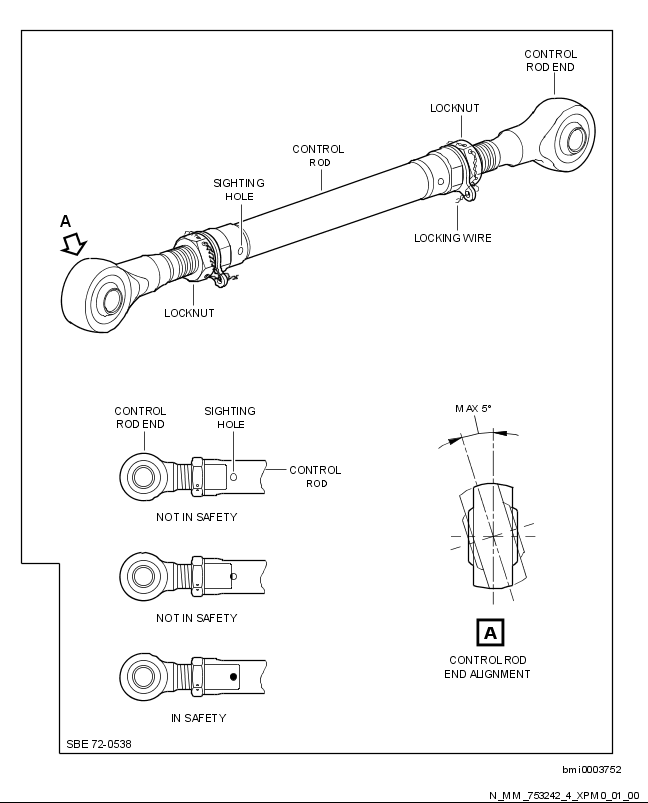 CONTROL
ROD END
LOCKNUT
CONTROL
ROD
SIGHTING
HOLE
A
LOCKING WIRE
LOCKNUT
CONTROL
ROD END
SIGHTING
HOLE
MAX 5°
CONTROL
ROD
NOT IN SAFETY
NOT IN SAFETY
A
CONTROL ROD
END ALIGNMENT
IN SAFETY
SBE 72-0538
bmi0003752
N_MM_753242_4_XPM0_01_00